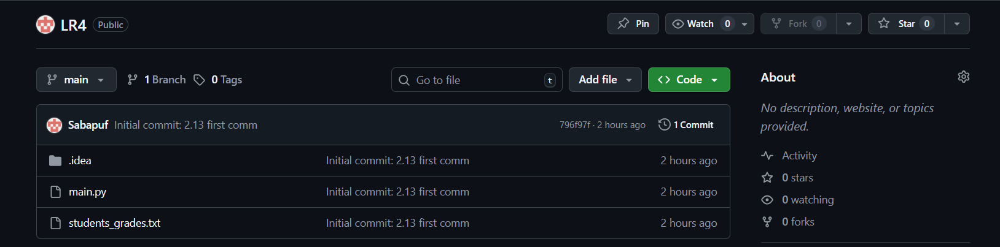 LR4 Public Pin Watch 0 Fork 0 Star 0
main 1 Branch 0 Tags Go to file t Add file Code
About
No description, website, or topics
provided.
Sabapuf Initial commit: 2.13 first comm 796f97f · 2 hours ago 1 Commit
.idea Initial commit: 2.13 first comm 2 hours ago
main.py Initial commit: 2.13 first comm 2 hours ago
students_grades.txt Initial commit: 2.13 first comm 2 hours ago
Activity
0 stars
0 watching
0 forks